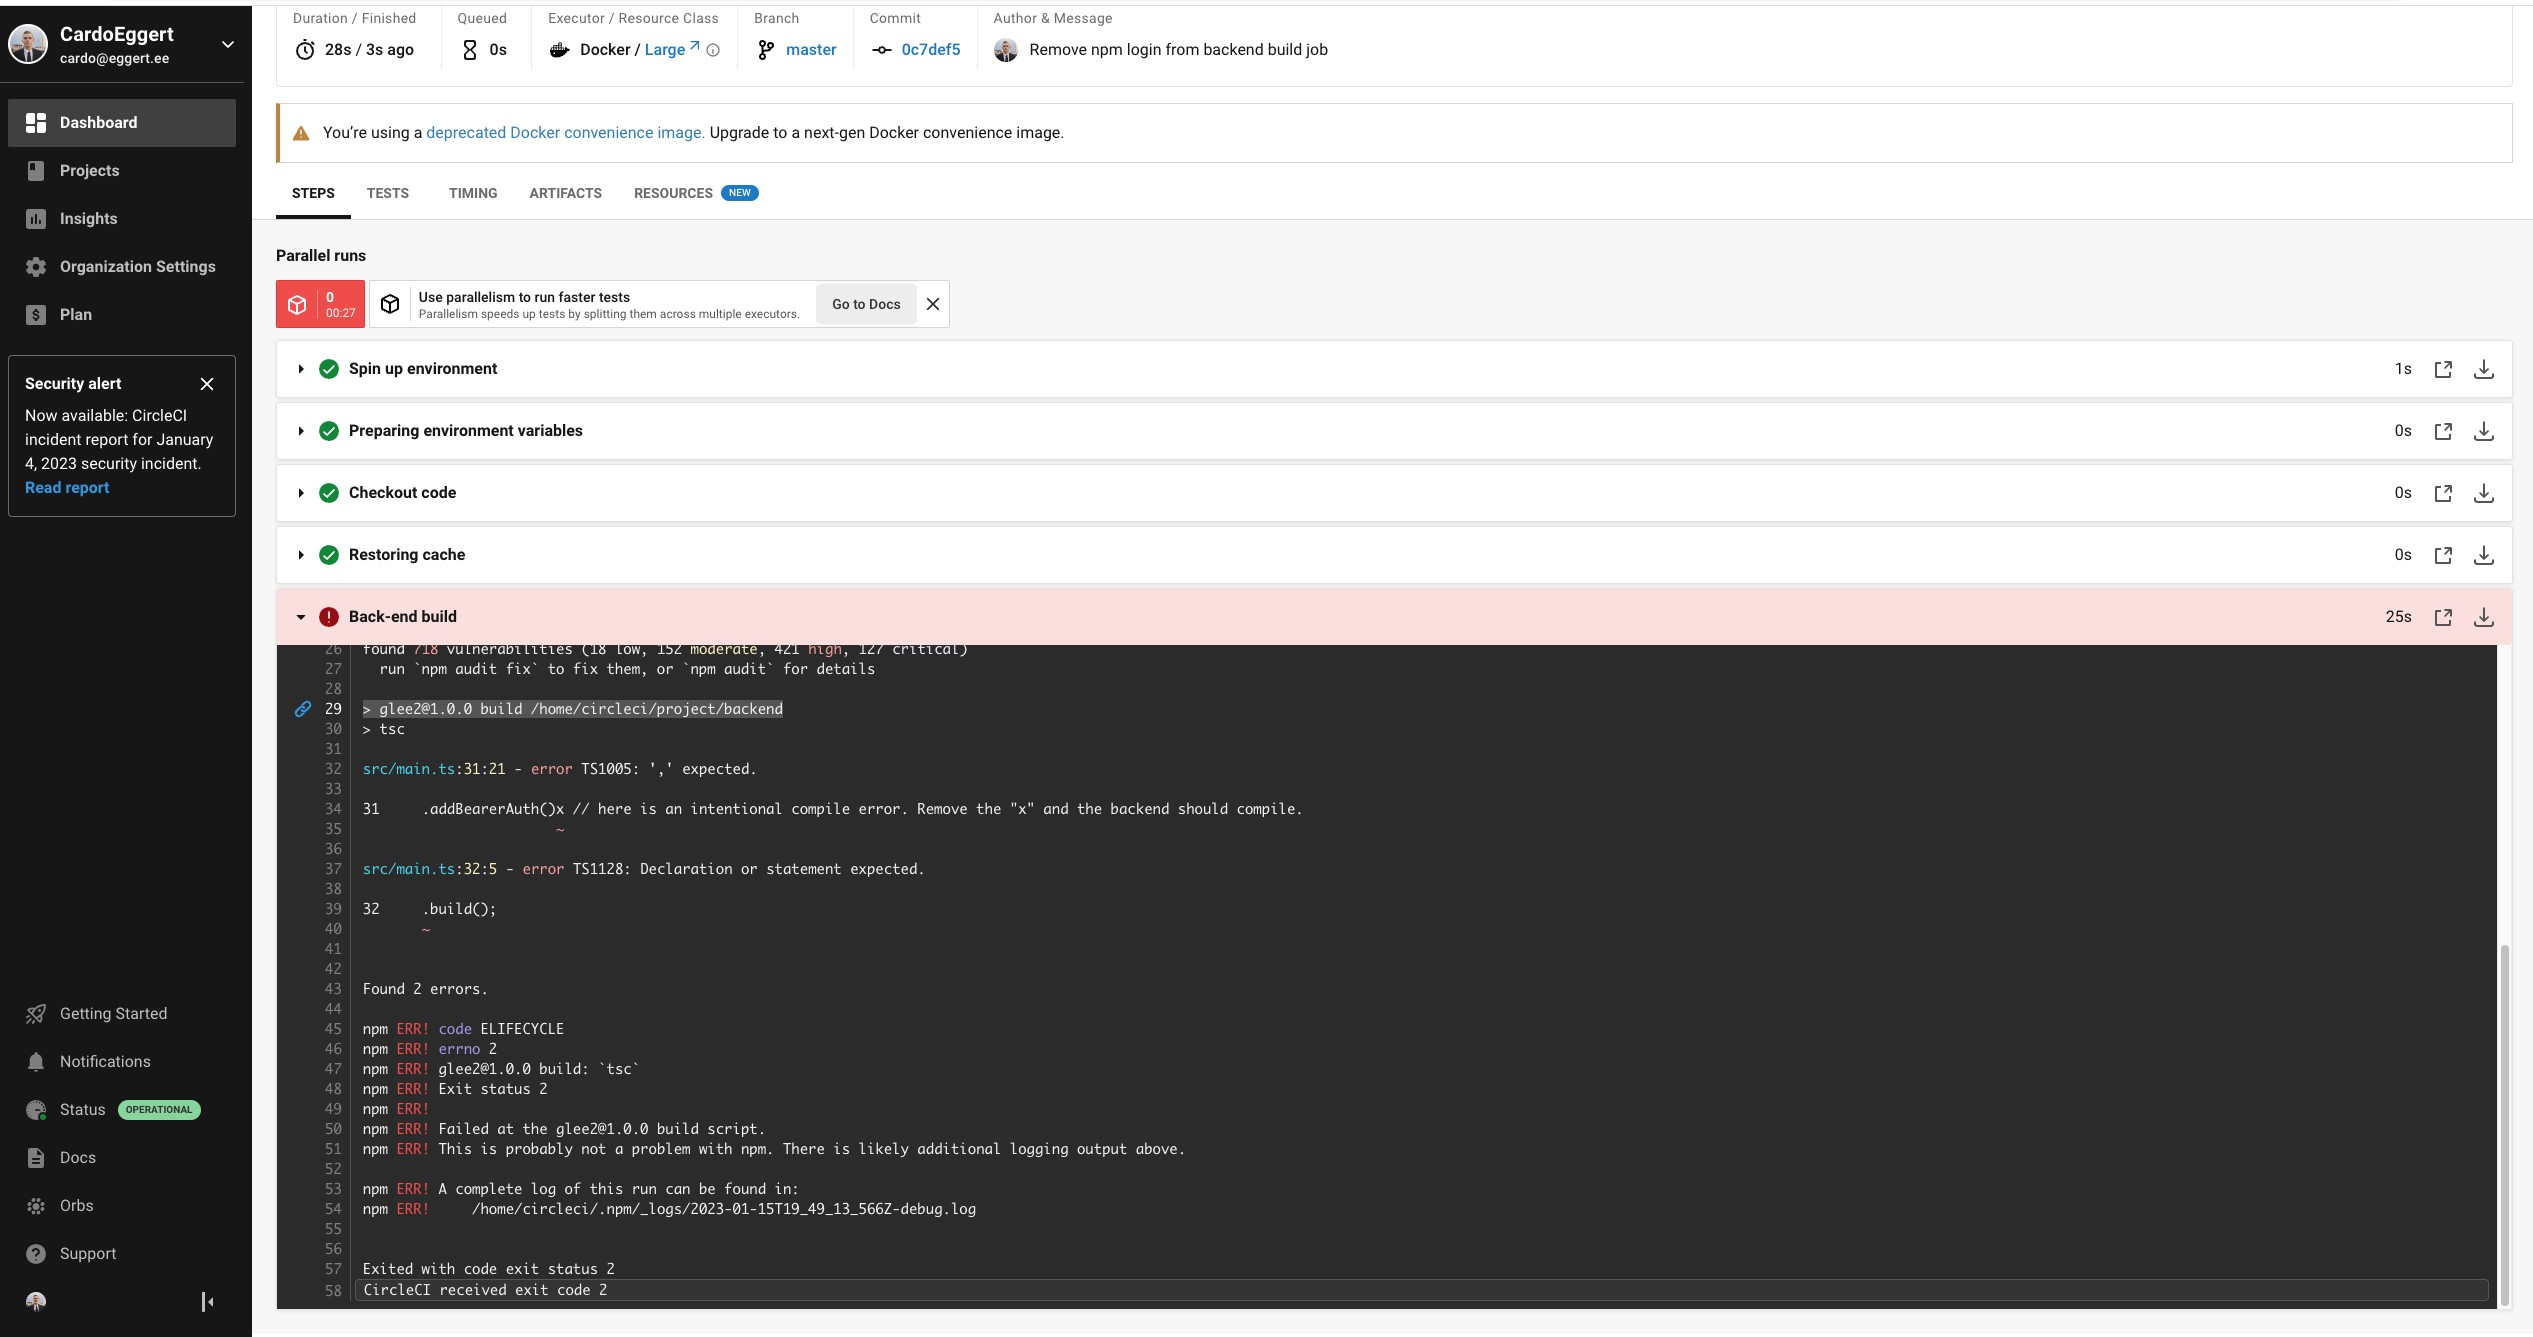 CardoEggert
cardo@eggert.ee
Dashboard
Projects
Insights
Organization Settings
Plan
Security alert
Now available: CircleCI
incident report for January
4, 2023 security incident.
Read report
Getting Started
Notifications
Status OPERATIONAL
Docs
Orbs
Support
Duration / Finished
28s / 3s ago
Queued
0s
Executor / Resource Class
Docker / Large
Branch
master
Commit
0c7def5
Author & Message
Remove npm login from backend build job
You're using a deprecated Docker convenience image. Upgrade to a next-gen Docker convenience image.
STEPS TESTS TIMING ARTIFACTS RESOURCES NEW
Parallel runs
0
00:27
Use parallelism to run faster tests
Parallelism speeds up tests by splitting them across multiple executors.
Go to Docs
Spin up environment 1s
Preparing environment variables 0s
Checkout code 0s
Restoring cache 0s
Back-end build 25s
26 found 718 vulnerabilities (18 low, 152 moderate, 421 high, 127 critical)
27 run `npm audit fix` to fix them, or `npm audit` for details
28
29 > glee2@1.0.0 build /home/circleci/project/backend
30 > tsc
31
32 src/main.ts:31:21 - error TS1005: ',' expected.
33
34 31 .addBearerAuth()x // here is an intentional compile error. Remove the "x" and the backend should compile.
35 ~
36
37 src/main.ts:32:5 - error TS1128: Declaration or statement expected.
38
39 32 .build();
40 ~
41
42
43 Found 2 errors.
44
45 npm ERR! code ELIFECYCLE
46 npm ERR! errno 2
47 npm ERR! glee2@1.0.0 build: `tsc`
48 npm ERR! Exit status 2
49 npm ERR!
50 npm ERR! Failed at the glee2@1.0.0 build script.
51 npm ERR! This is probably not a problem with npm. There is likely additional logging output above.
52
53 npm ERR! A complete log of this run can be found in:
54 npm ERR! /home/circleci/.npm/_logs/2023-01-15T19_49_13_566Z-debug.log
55
56
57 Exited with code exit status 2
58 CircleCI received exit code 2